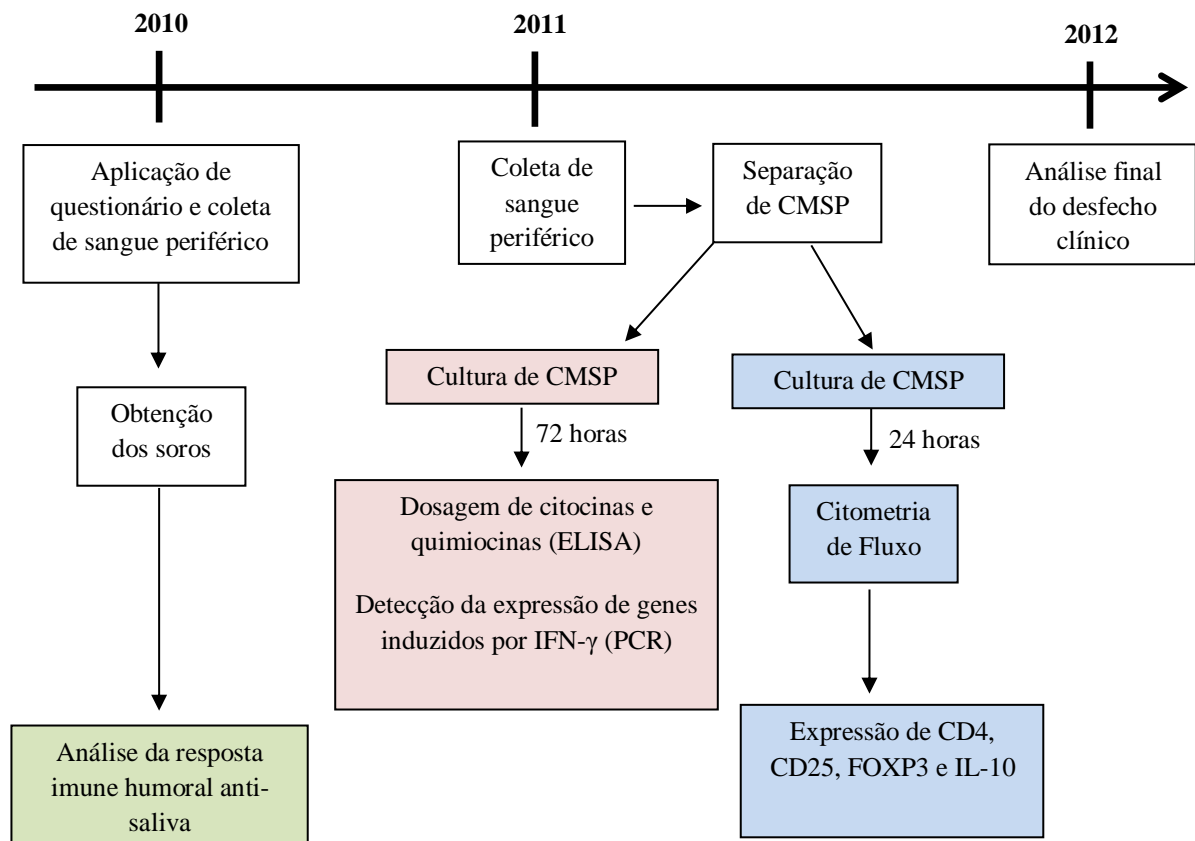 2010
2011
2012
Aplicação de
questionário e coleta
de sangue periférico
Coleta de
sangue
periférico
Separação
de CMSP
Análise final
do desfecho
clínico
Obtenção
dos soros
Cultura de CMSP
Cultura de CMSP
72 horas
24 horas
Dosagem de citocinas e
quimiocinas (ELISA)
Detecção da expressão de genes
induzidos por IFN-γ (PCR)
Citometria
de Fluxo
Análise da resposta
imune humoral anti-
saliva
Expressão de CD4,
CD25, FOXP3 e IL-10